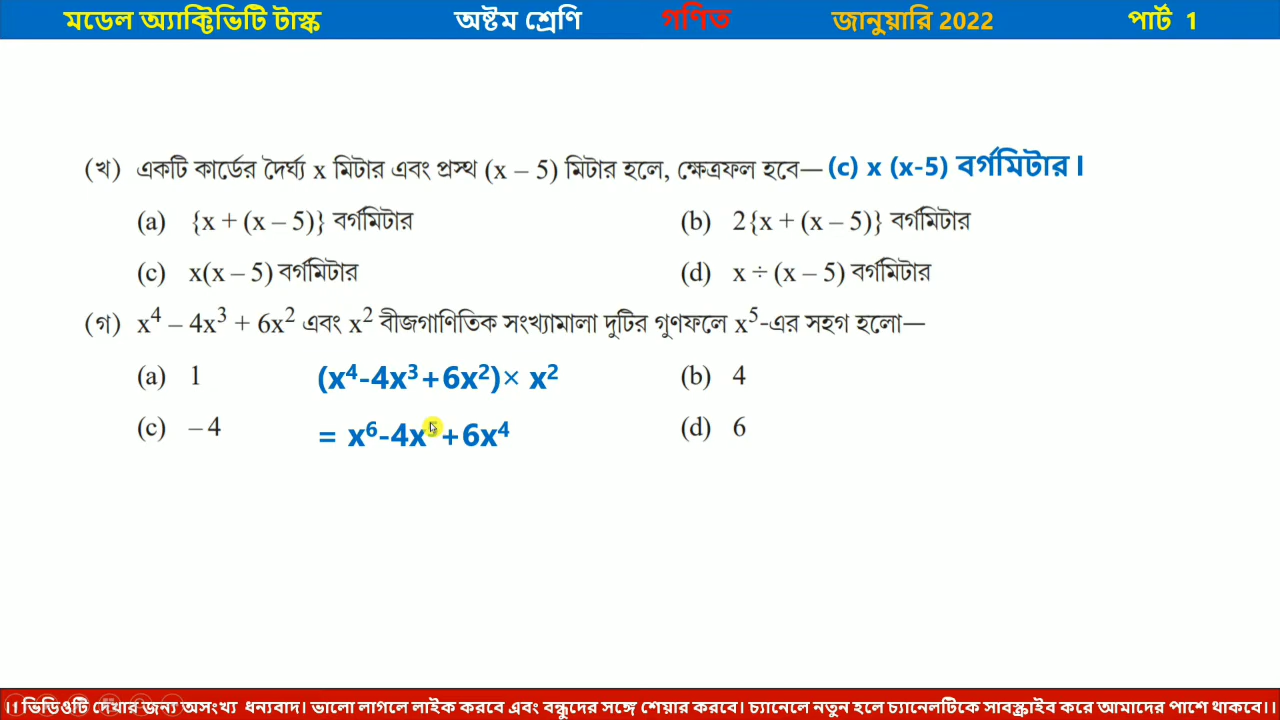 মডেল অ্যাক্টিভিটি টাস্ক অষ্টম শ্রেণি গণিত জানুয়ারি 2022 পার্ট 1
(খ) একটি কার্ডের দৈর্ঘ্য x মিটার এবং প্রস্থ (x – 5) মিটার হলে, ক্ষেত্রফল হবে— (c) x (x-5) বর্গমিটার।
(a) {x + (x – 5)} বর্গমিটার (b) 2{x + (x – 5)} বর্গমিটার
(c) x(x – 5) বর্গমিটার (d) x ÷ (x – 5) বর্গমিটার
(গ) x⁴ – 4x³ + 6x² এবং x² বীজগাণিতিক সংখ্যামালা দুটির গুণফলে x⁵-এর সহগ হলো—
(a) 1 (x⁴-4x³+6x²)× x² (b) 4
(c) – 4 = x⁶-4x⁵+6x⁴ (d) 6
।। ভিডিওটি দেখার জন্য অসংখ্য ধন্যবাদ। ভালো লাগলে লাইক করবে এবং বন্ধুদের সঙ্গে শেয়ার করবে। চ্যানেলে নতুন হলে চ্যানেলটিকে সাবস্ক্রাইব করে আমাদের পাশে থাকবে।।